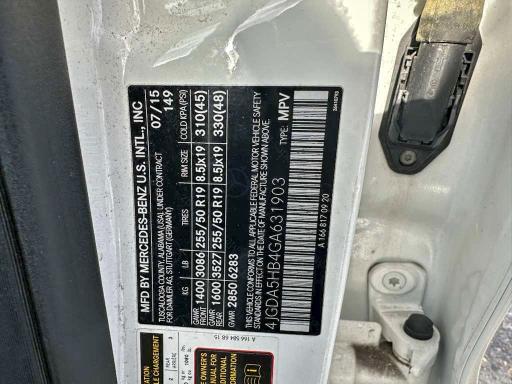 MFD BY MERCEDES-BENZ U.S. INT'L., INC
TUSCALOOSA COUNTY, ALABAMA (USA) UNDER CONTRACT
FOR DAIMLER AG, STUTTGART (GERMANY)
07/15
149
KG LB TIRES RIM SIZE COLD KPA(PSI)
GAWR FRONT 1400 3086 255/50 R19 8.5Jx19 310(45)
GAWR REAR 1600 3527 255/50 R19 8.5Jx19 330(48)
GVWR 2850 6283
THIS VEHICLE CONFORMS TO ALL APPLICABLE FEDERAL MOTOR VEHICLE SAFETY
STANDARDS IN EFFECT ON THE DATE OF MANUFACTURE SHOWN ABOVE.
4JGDA5HB4GA631903 TYPE: MPV
A 166 817 09 20
A 166 584 68 15
E OWNER'S
MANUAL FOR